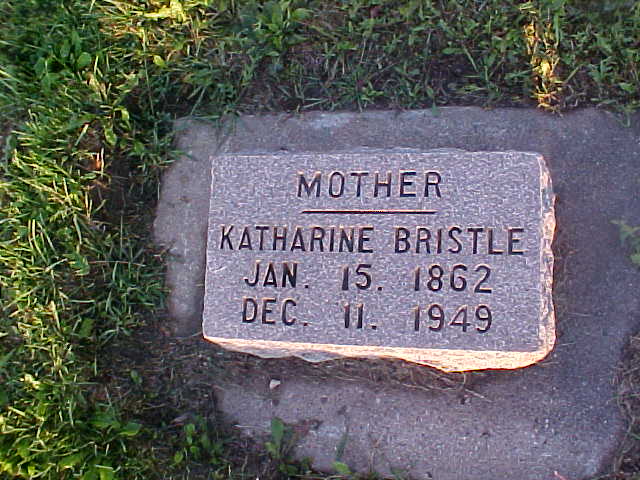 MOTHER
KATHARINE BRISTLE
JAN. 15. 1862
DEC. 11. 1949